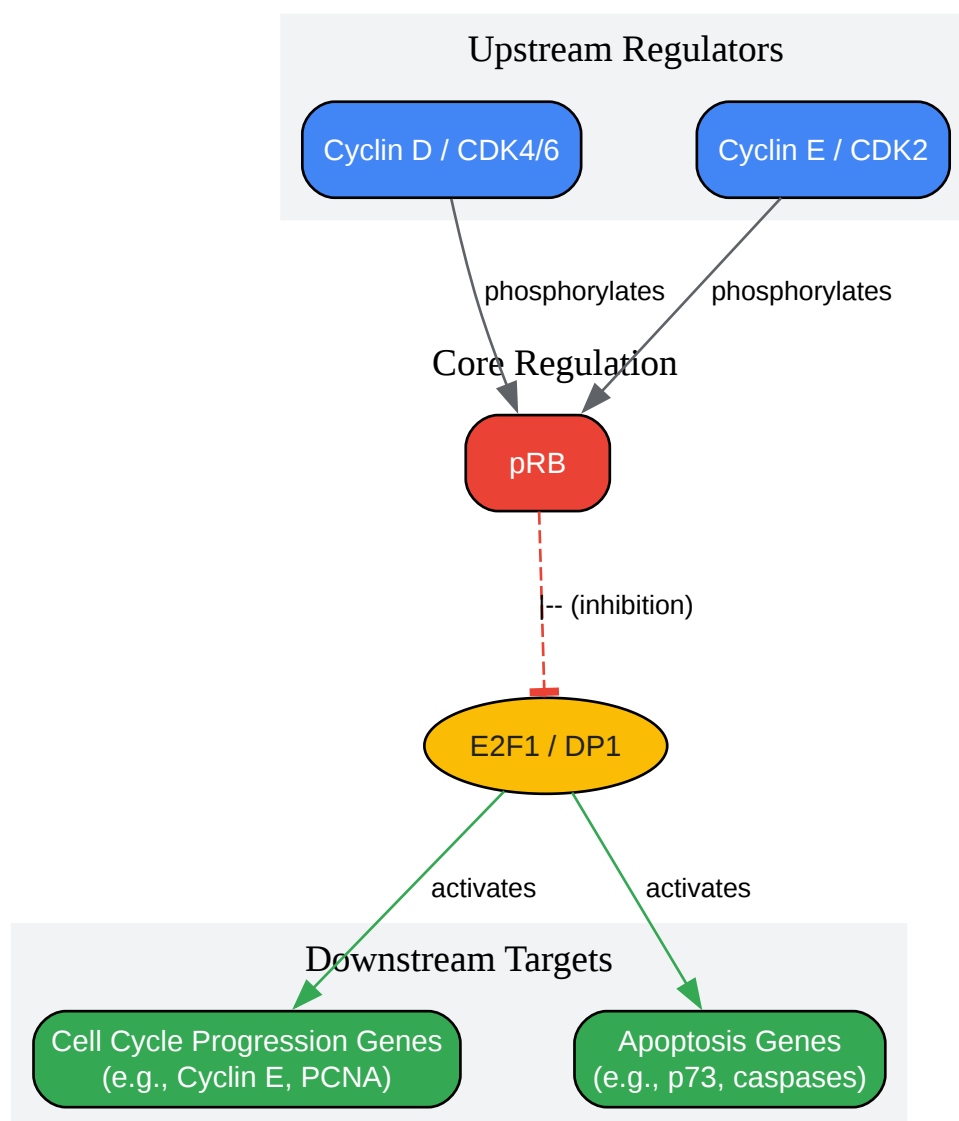 Upstream Regulators
Cyclin D / CDK4/6
Cyclin E / CDK2
phosphorylates
phosphorylates
Core Regulation
pRB
|-- (inhibition)
E2F1 / DP1
activates
activates
Downstream Targets
Cell Cycle Progression Genes
(e.g., Cyclin E, PCNA)
Apoptosis Genes
(e.g., p73, caspases)